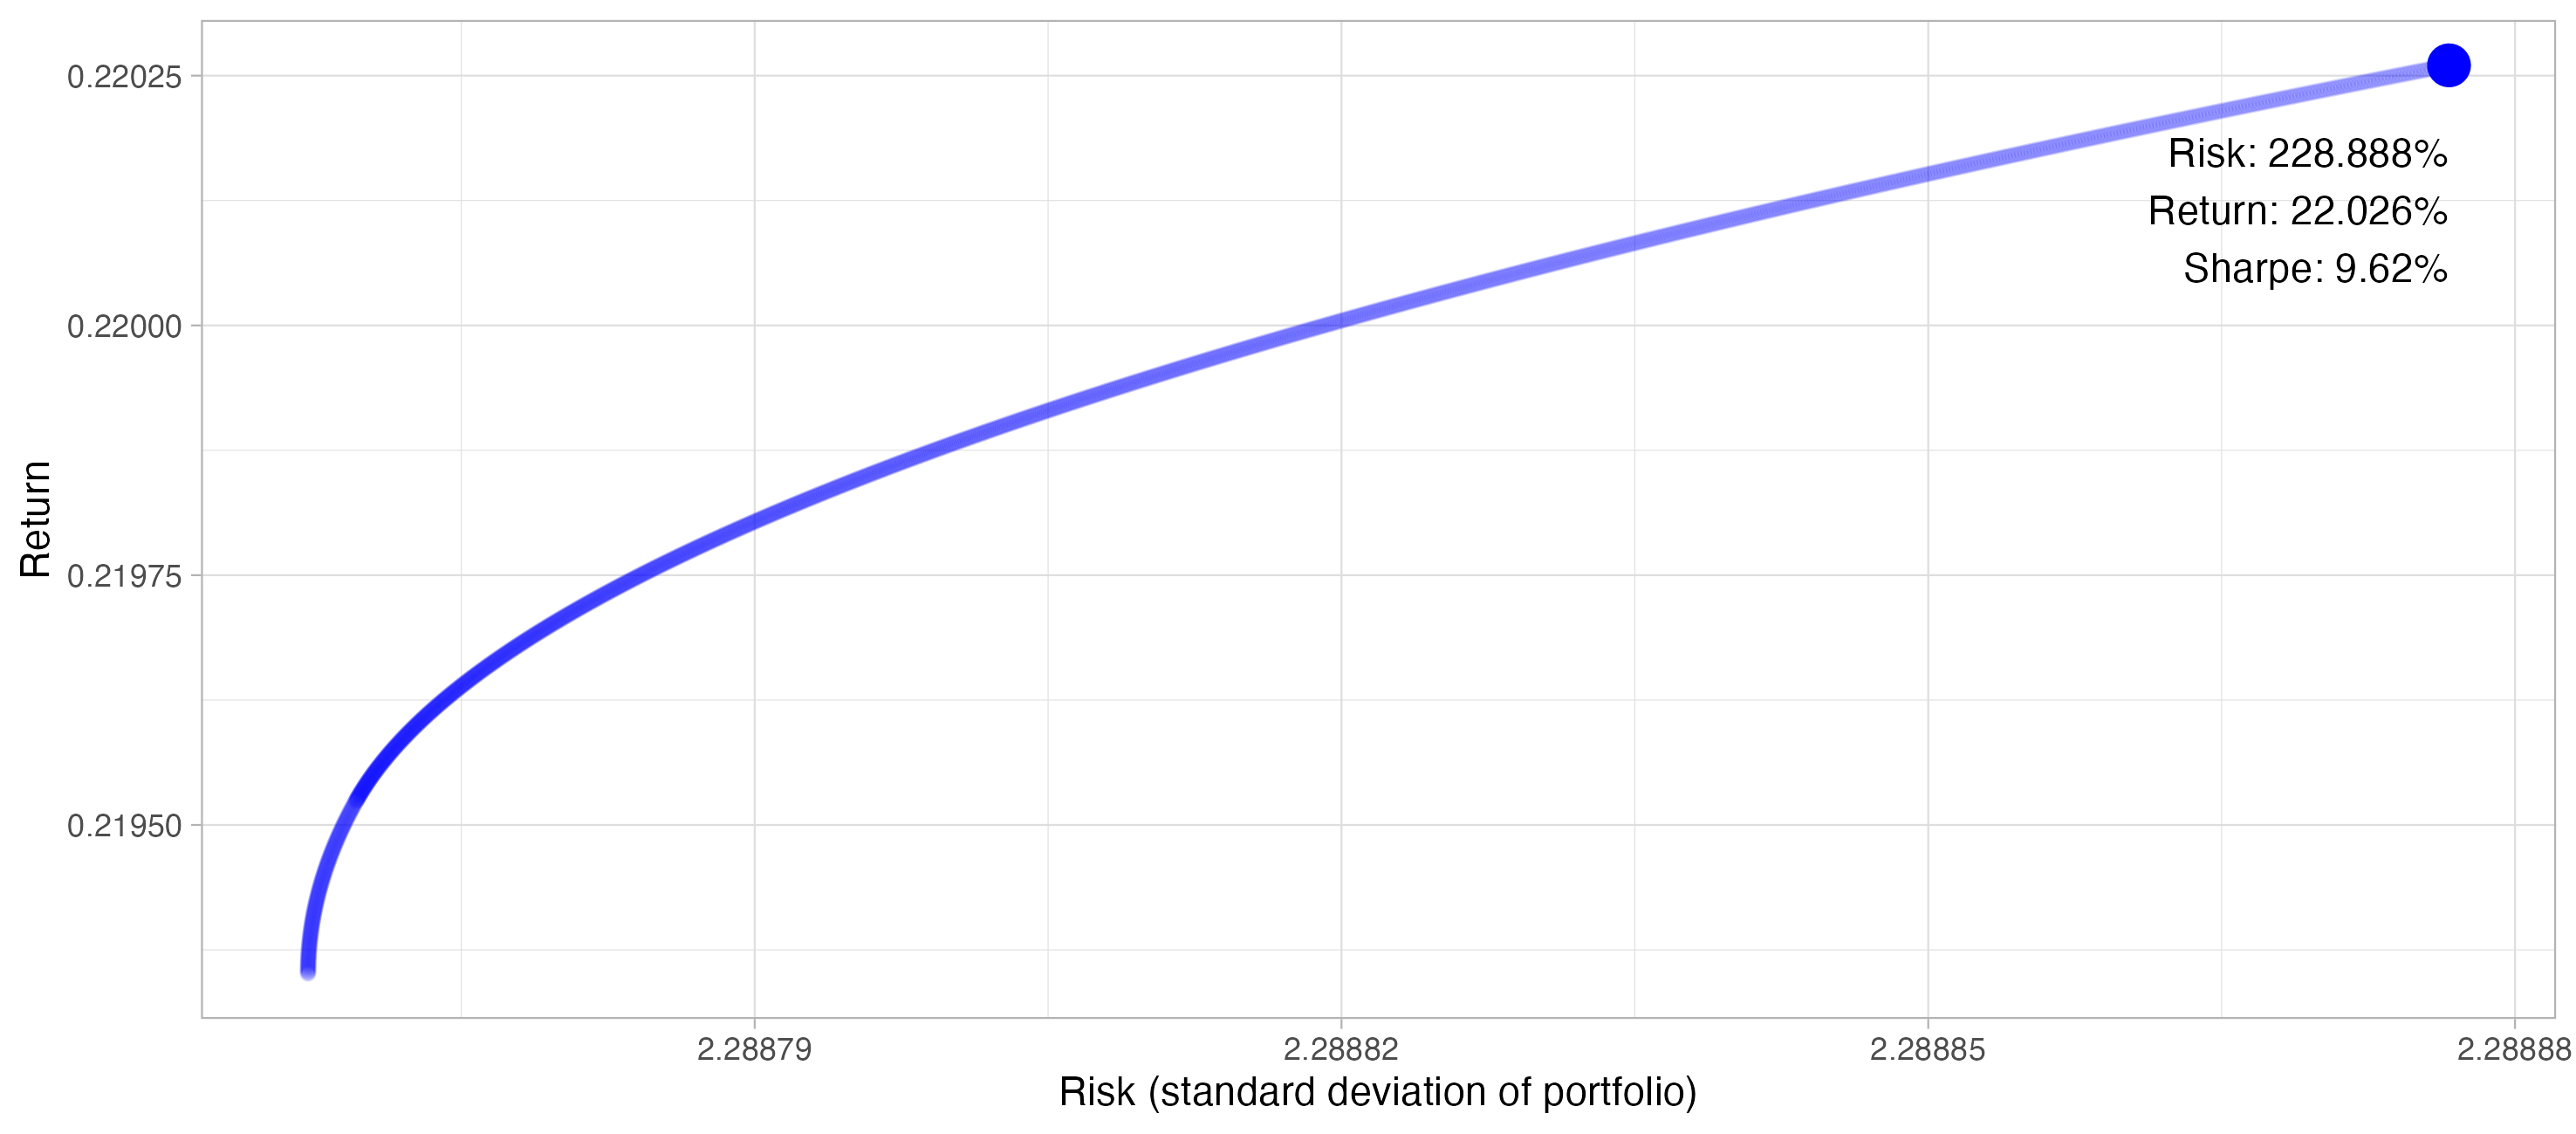 0.22025
0.22000
0.21975
0.21950
Return
Risk: 228.888%
Return: 22.026%
Sharpe: 9.62%
2.28879
2.28882
2.28885
2.28888
Risk (standard deviation of portfolio)